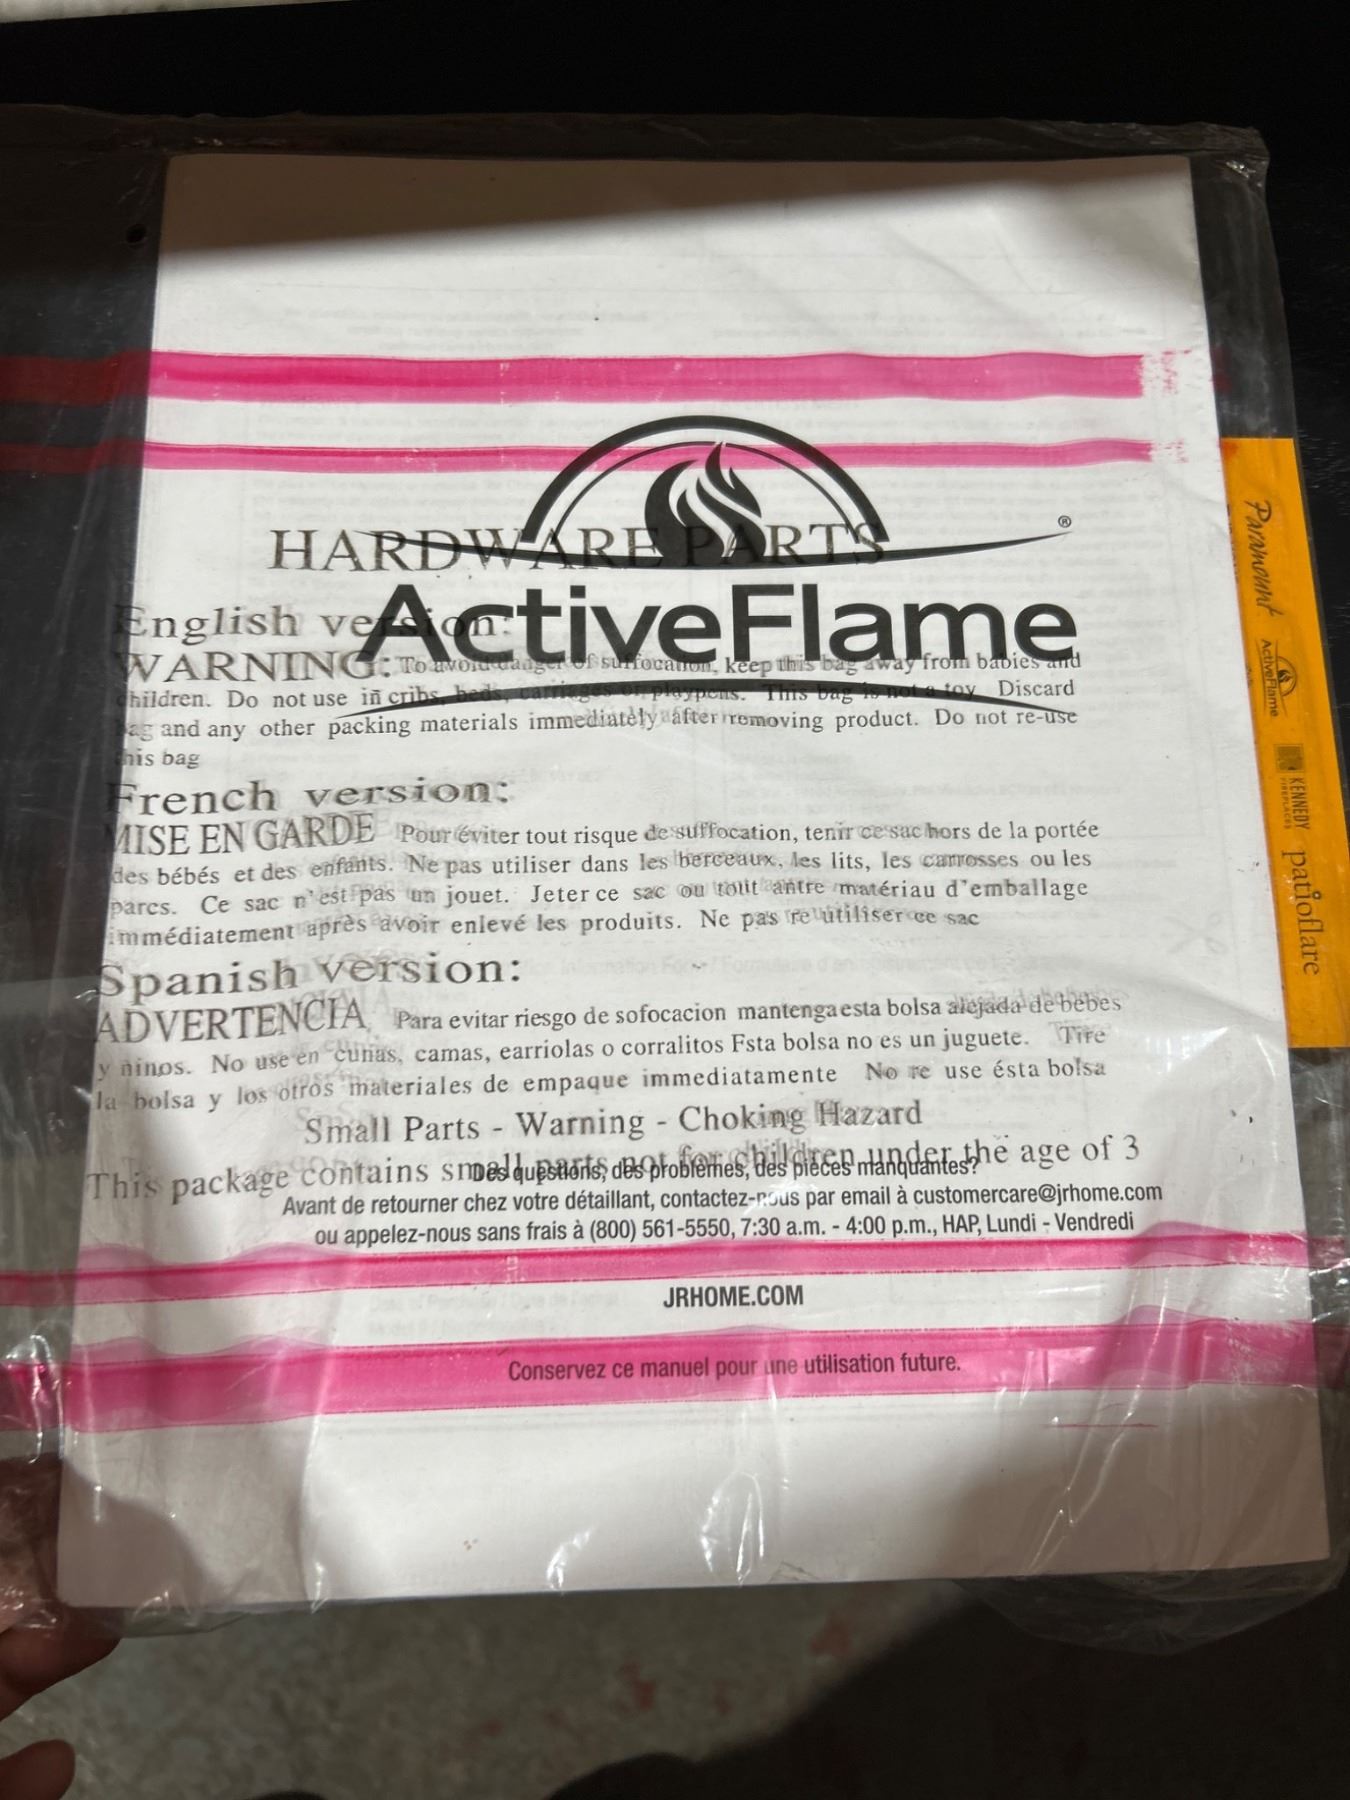 HARDWARE PARTS
®
ActiveFlame
English version:
WARNING: To avoid danger of suffocation, keep this bag away from babies and
children. Do not use in cribs, beds, carriages or playpens. This bag is not a toy Discard
bag and any other packing materials immediately after removing product. Do not re-use
this bag
French version:
MISE EN GARDE Pour éviter tout risque de suffocation, tenir ce sac hors de la portée
des bébés et des enfants. Ne pas utiliser dans les berceaux, les lits, les carrosses ou les
parcs. Ce sac n'est pas un jouet. Jeter ce sac ou tout antre matériau d'emballage
immédiatement après avoir enlevé les produits. Ne pas re utiliser ce sac
Spanish version:
ADVERTENCIA Para evitar riesgo de sofocacion mantenga esta bolsa alejada de bebes
y ninos. No use en cunas, camas, earriolas o corralitos Fsta bolsa no es un juguete. Tire
la bolsa y los otros materiales de empaque immediatamente No re use ésta bolsa
Small Parts - Warning - Choking Hazard
This package contains small parts not for children under the age of 3
Des questions, des problèmes, des pièces manquantes?
Avant de retourner chez votre détaillant, contactez-nous par email à customercare@jrhome.com
ou appelez-nous sans frais à (800) 561-5550, 7:30 a.m. - 4:00 p.m., HAP, Lundi - Vendredi
JRHOME.COM
Conservez ce manuel pour une utilisation future.
Paramount
ActiveFlame
KENNEDY
FIREPLACES
patioflare